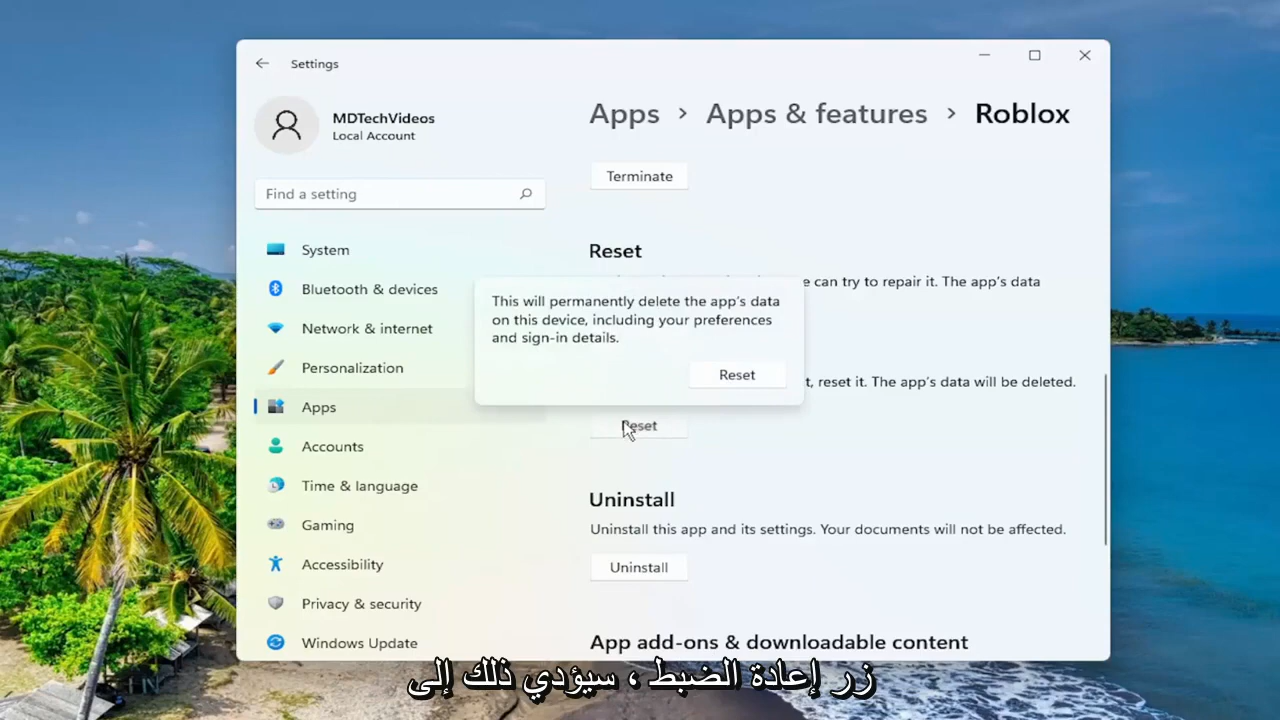 Settings
MDTechVideos
Local Account
Find a setting
System
Bluetooth & devices
Network & internet
Personalization
Apps
Accounts
Time & language
Gaming
Accessibility
Privacy & security
Windows Update
Apps > Apps & features > Roblox
Terminate
Reset
e can try to repair it. The app's data
This will permanently delete the app's data
on this device, including your preferences
and sign-in details.
Reset
t, reset it. The app's data will be deleted.
Reset
Uninstall
Uninstall this app and its settings. Your documents will not be affected.
Uninstall
App add-ons & downloadable content
زر إعادة الضبط ، سيؤدي ذلك إلى